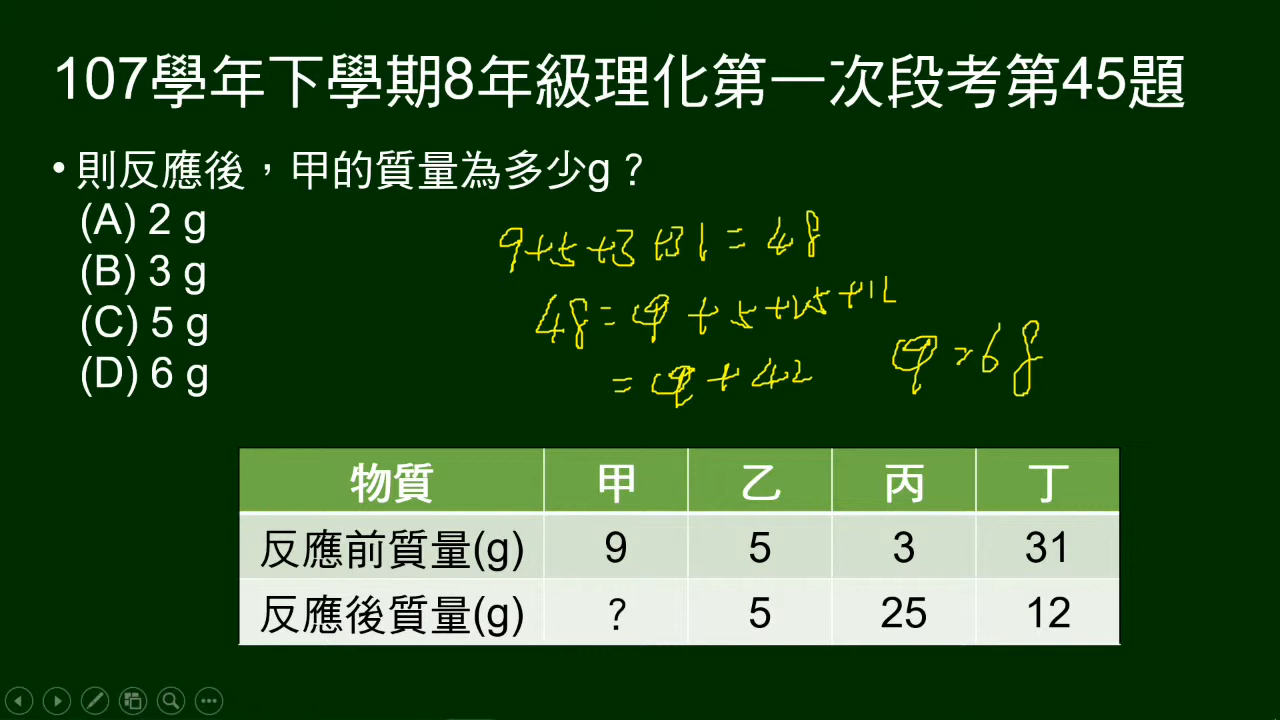 107學年下學期8年級理化第一次段考第45題
• 則反應後，甲的質量為多少g？
(A) 2 g
(B) 3 g
(C) 5 g
(D) 6 g
9+5+3+31=48
48=甲+5+25+12
=甲+42
甲=6g
物質 甲 乙 丙 丁
反應前質量(g) 9 5 3 31
反應後質量(g) ? 5 25 12